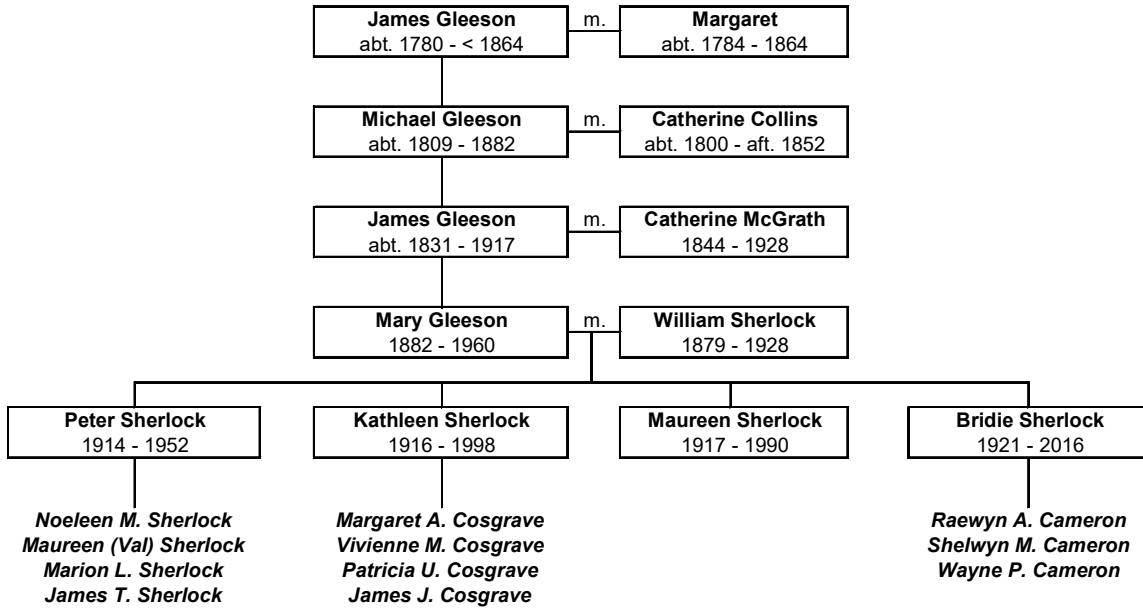 James Gleeson
abt. 1780 - < 1864
m.
Margaret
abt. 1784 - 1864
Michael Gleeson
abt. 1809 - 1882
m.
Catherine Collins
abt. 1800 - aft. 1852
James Gleeson
abt. 1831 - 1917
m.
Catherine McGrath
1844 - 1928
Mary Gleeson
1882 - 1960
m.
William Sherlock
1879 - 1928
Peter Sherlock
1914 - 1952
Kathleen Sherlock
1916 - 1998
Maureen Sherlock
1917 - 1990
Bridie Sherlock
1921 - 2016
Noeleen M. Sherlock
Maureen (Val) Sherlock
Marion L. Sherlock
James T. Sherlock
Margaret A. Cosgrave
Vivienne M. Cosgrave
Patricia U. Cosgrave
James J. Cosgrave
Raewyn A. Cameron
Shelwyn M. Cameron
Wayne P. Cameron